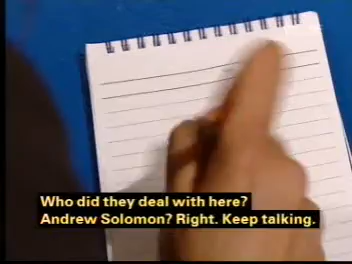 Who did they deal with here?
Andrew Solomon? Right. Keep talking.